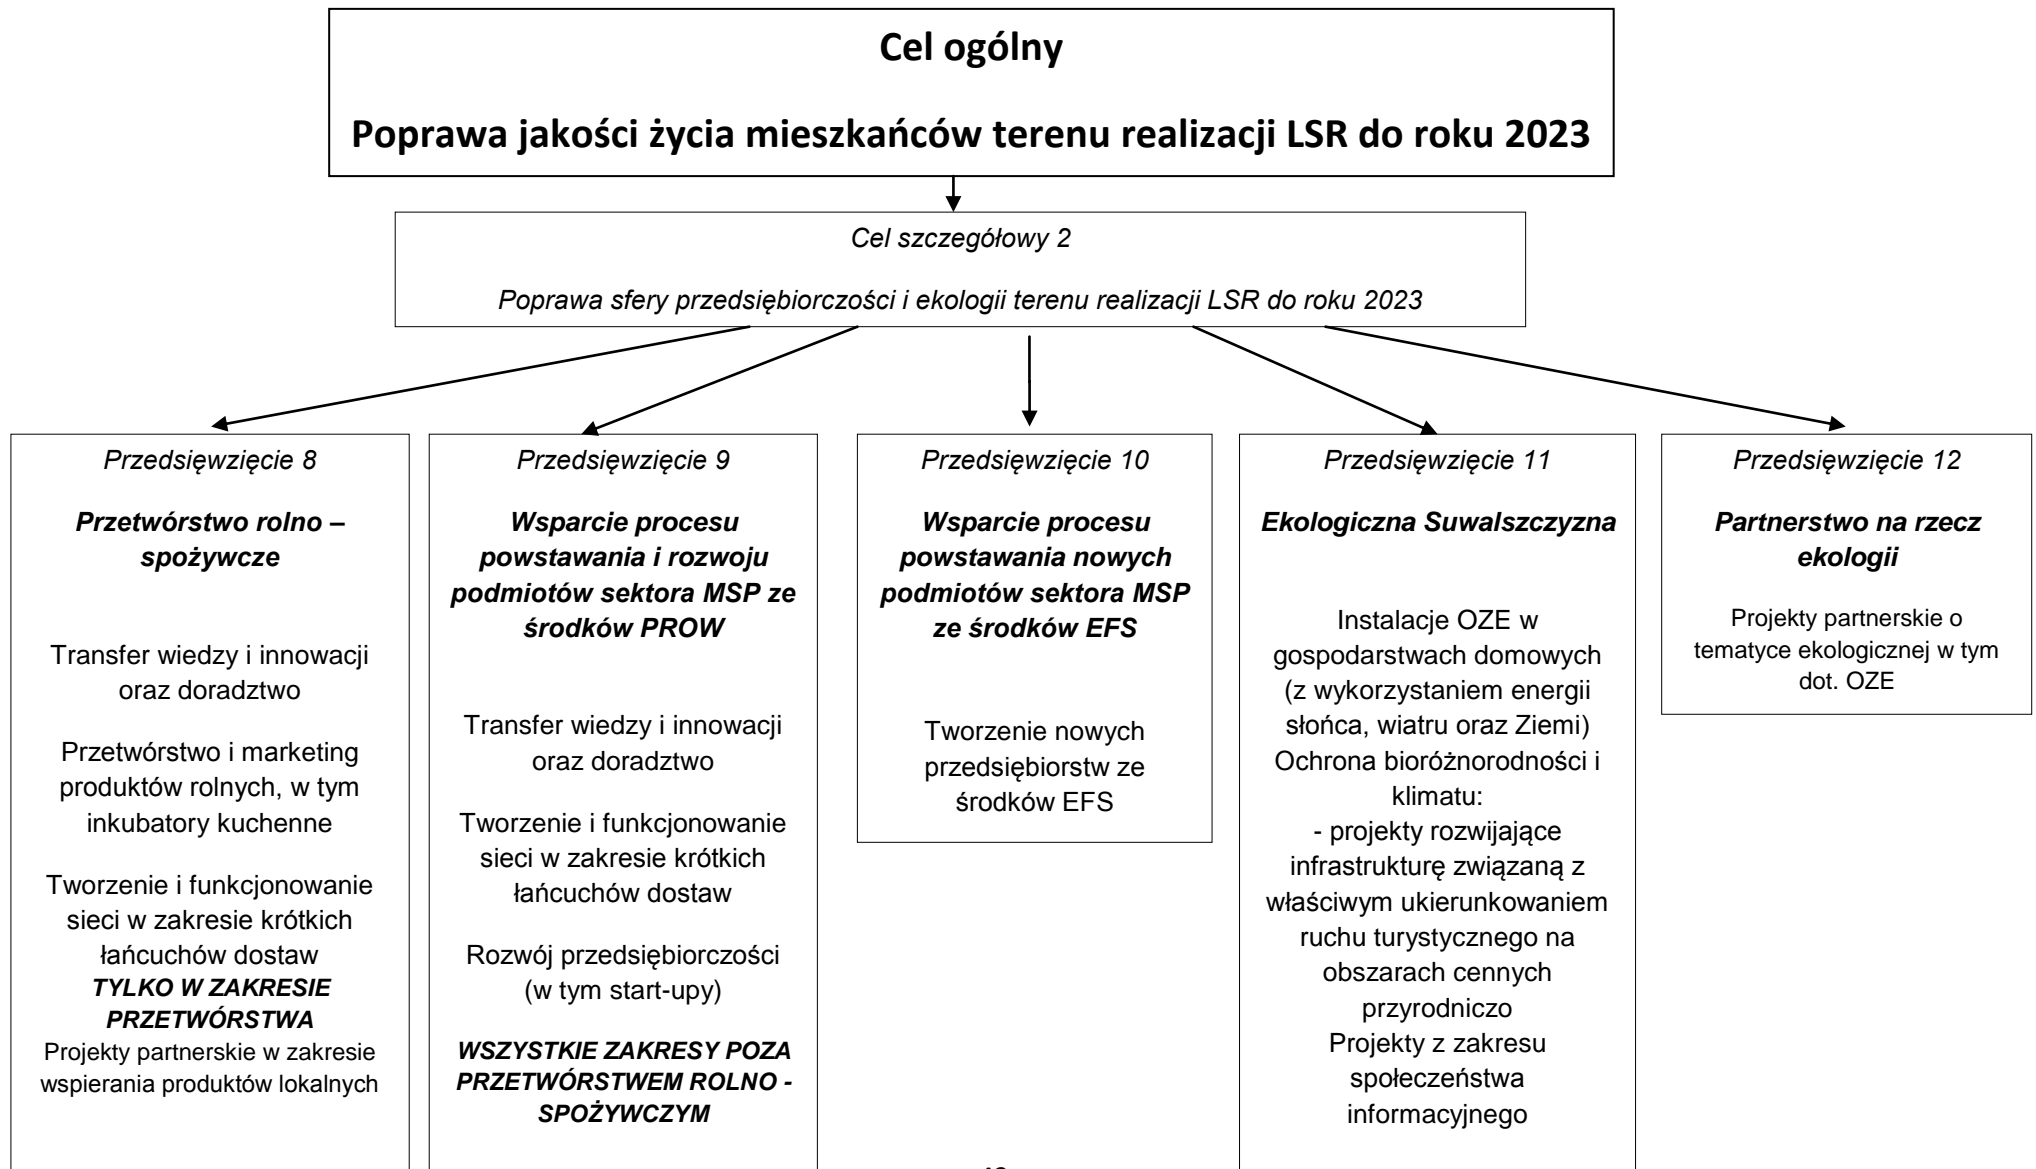 Cel ogólny
Poprawa jakości życia mieszkańców terenu realizacji LSR do roku 2023
Cel szczegółowy 2
Poprawa sfery przedsiębiorczości i ekologii terenu realizacji LSR do roku 2023
Przedsięwzięcie 8
Przetwórstwo rolno –
spożywcze
Transfer wiedzy i innowacji
oraz doradztwo
Przetwórstwo i marketing
produktów rolnych, w tym
inkubatory kuchenne
Tworzenie i funkcjonowanie
sieci w zakresie krótkich
łańcuchów dostaw
TYLKO W ZAKRESIE
PRZETWÓRSTWA
Projekty partnerskie w zakresie
wspierania produktów lokalnych
Przedsięwzięcie 9
Wsparcie procesu
powstawania i rozwoju
podmiotów sektora MSP ze
środków PROW
Transfer wiedzy i innowacji
oraz doradztwo
Tworzenie i funkcjonowanie
sieci w zakresie krótkich
łańcuchów dostaw
Rozwój przedsiębiorczości
(w tym start-upy)
WSZYSTKIE ZAKRESY POZA
PRZETWÓRSTWEM ROLNO -
SPOŻYWCZYM
Przedsięwzięcie 10
Wsparcie procesu
powstawania nowych
podmiotów sektora MSP
ze środków EFS
Tworzenie nowych
przedsiębiorstw ze
środków EFS
Przedsięwzięcie 11
Ekologiczna Suwalszczyzna
Instalacje OZE w
gospodarstwach domowych
(z wykorzystaniem energii
słońca, wiatru oraz Ziemi)
Ochrona bioróżnorodności i
klimatu:
- projekty rozwijające
infrastrukturę związaną z
właściwym ukierunkowaniem
ruchu turystycznego na
obszarach cennych
przyrodniczo
Projekty z zakresu
społeczeństwa
informacyjnego
Przedsięwzięcie 12
Partnerstwo na rzecz
ekologii
Projekty partnerskie o
tematyce ekologicznej w tym
dot. OZE